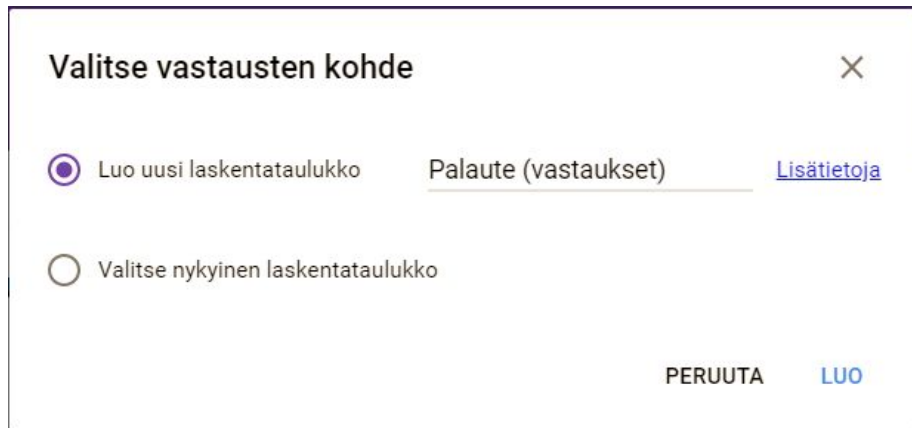 Valitse vastausten kohde
Luo uusi laskentataulukko Palaute (vastaukset) Lisätietoja
Valitse nykyinen laskentataulukko
PERUUTA LUO